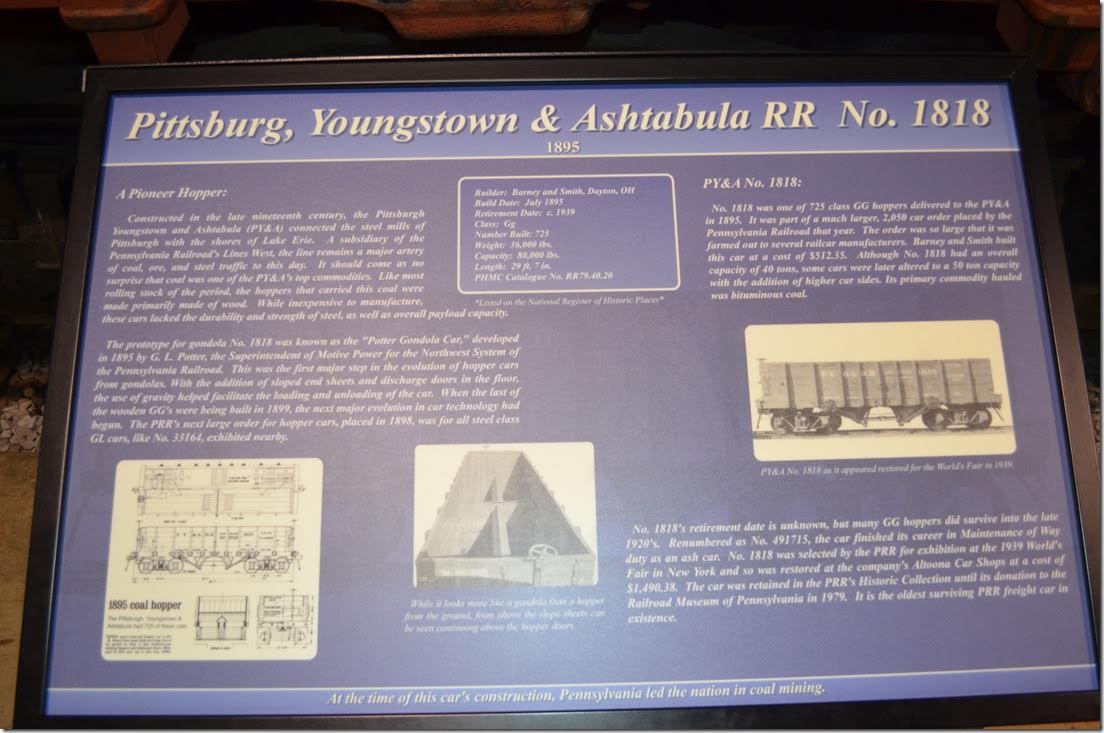 Pittsburg, Youngstown & Ashtabula RR No. 1818
1895
A Pioneer Hopper:
Constructed in the late nineteenth century, the Pittsburgh
Youngstown and Ashtabula (PY&A) connected the steel mills of
Pittsburgh with the shores of Lake Erie. A subsidiary of the
Pennsylvania Railroad's Lines West, the line remains a major artery
of coal, ore, and steel traffic to this day. It should come as no
surprise that coal was one of the PY&A's top commodities. Like most
rolling stock of the period, the hoppers that carried this coal were
made primarily made of wood. While inexpensive to manufacture,
these cars lacked the durability and strength of steel, as well as overall payload capacity.
The prototype for gondola No. 1818 was known as the "Potter Gondola Car," developed
in 1895 by G. L. Potter, the Superintendent of Motive Power for the Northwest System of
the Pennsylvania Railroad. This was the first major step in the evolution of hopper cars
from gondolas. With the addition of sloped end sheets and discharge doors in the floor,
the use of gravity helped facilitate the loading and unloading of the car. When the last of
the wooden GG's were being built in 1899, the next major evolution in car technology had
begun. The PRR's next large order for hopper cars, placed in 1898, was for all steel class
GL cars, like No. 33164, exhibited nearby.
Builder: Barney and Smith, Dayton, OH
Build Date: July 1895
Retirement Date: c. 1939
Class: Gg
Number Built: 725
Weight: 36,000 lbs.
Capacity: 80,000 lbs.
Length: 29 ft. 7 in.
PHMC Catalogue No. RR79.40.20
*Listed on the National Register of Historic Places*
PY&A No. 1818:
No. 1818 was one of 725 class GG hoppers delivered to the PY&A
in 1895. It was part of a much larger, 2,050 car order placed by the
Pennsylvania Railroad that year. The order was so large that it was
farmed out to several railcar manufacturers. Barney and Smith built
this car at a cost of $512.35. Although No. 1818 had an overall
capacity of 40 tons, some cars were later altered to a 50 ton capacity
with the addition of higher car sides. Its primary commodity hauled
was bituminous coal.
PY&A No. 1818 as it appeared restored for the World's Fair in 1939.
1895 coal hopper
The Pittsburgh, Youngstown &
Ashtabula had 725 of these cars
While it looks more like a gondola than a hopper
from the ground, from above the slope sheets can
be seen continuing above the hopper doors.
No. 1818's retirement date is unknown, but many GG hoppers did survive into the late
1920's. Renumbered as No. 491715, the car finished its career in Maintenance of Way
duty as an ash car. No. 1818 was selected by the PRR for exhibition at the 1939 World's
Fair in New York and so was restored at the company's Altoona Car Shops at a cost of
$1,490.38. The car was retained in the PRR's Historic Collection until its donation to the
Railroad Museum of Pennsylvania in 1979. It is the oldest surviving PRR freight car in
existence.
At the time of this car's construction, Pennsylvania led the nation in coal mining.